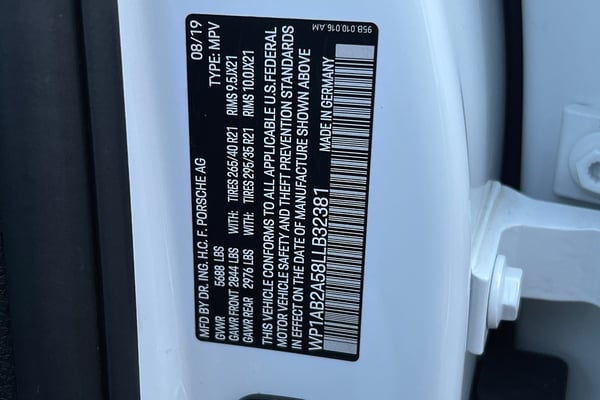 MFD BY DR. ING. H.C. F. PORSCHE AG 08/19
GVWR 5688 LBS TYPE: MPV
GAWR FRONT 2844 LBS WITH: TIRES 265/40 R21 RIMS 9.5JX21
GAWR REAR 2976 LBS WITH: TIRES 295/35 R21 RIMS 10.0JX21
THIS VEHICLE CONFORMS TO ALL APPLICABLE U.S. FEDERAL
MOTOR VEHICLE SAFETY AND THEFT PREVENTION STANDARDS
IN EFFECT ON THE DATE OF MANUFACTURE SHOWN ABOVE
WP1AB2A58LLB32381 MADE IN GERMANY
95B.010.016.AM